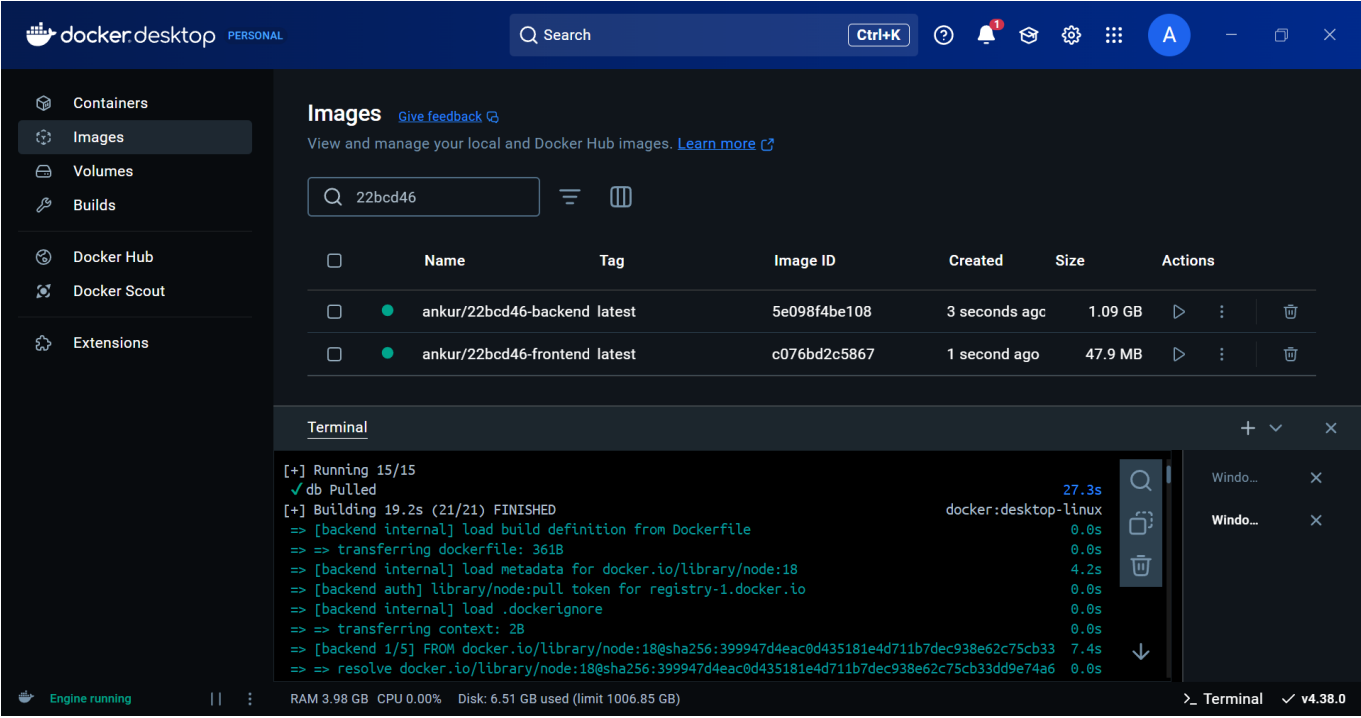 docker.desktop PERSONAL Search Ctrl+K 1 A
Containers
Images
Volumes
Builds
Docker Hub
Docker Scout
Extensions
Images Give feedback
View and manage your local and Docker Hub images. Learn more
22bcd46
Name Tag Image ID Created Size Actions
ankur/22bcd46-backend latest 5e098f4be108 3 seconds agc 1.09 GB
ankur/22bcd46-frontend latest c076bd2c5867 1 second ago 47.9 MB
Terminal
[+] Running 15/15
✓ db Pulled 27.3s
[+] Building 19.2s (21/21) FINISHED docker:desktop-linux
=> [backend internal] load build definition from Dockerfile 0.0s
=> => transferring dockerfile: 361B 0.0s
=> [backend internal] load metadata for docker.io/library/node:18 4.2s
=> [backend auth] library/node:pull token for registry-1.docker.io 0.0s
=> [backend internal] load .dockerignore 0.0s
=> => transferring context: 2B 0.0s
=> [backend 1/5] FROM docker.io/library/node:18@sha256:399947d4eac0d435181e4d711b7dec938e62c75cb33 7.4s
=> => resolve docker.io/library/node:18@sha256:399947d4eac0d435181e4d711b7dec938e62c75cb33dd9e74a6 0.0s
Windo...
Windo...
Engine running RAM 3.98 GB CPU 0.00% Disk: 6.51 GB used (limit 1006.85 GB) >_ Terminal ✓ v4.38.0